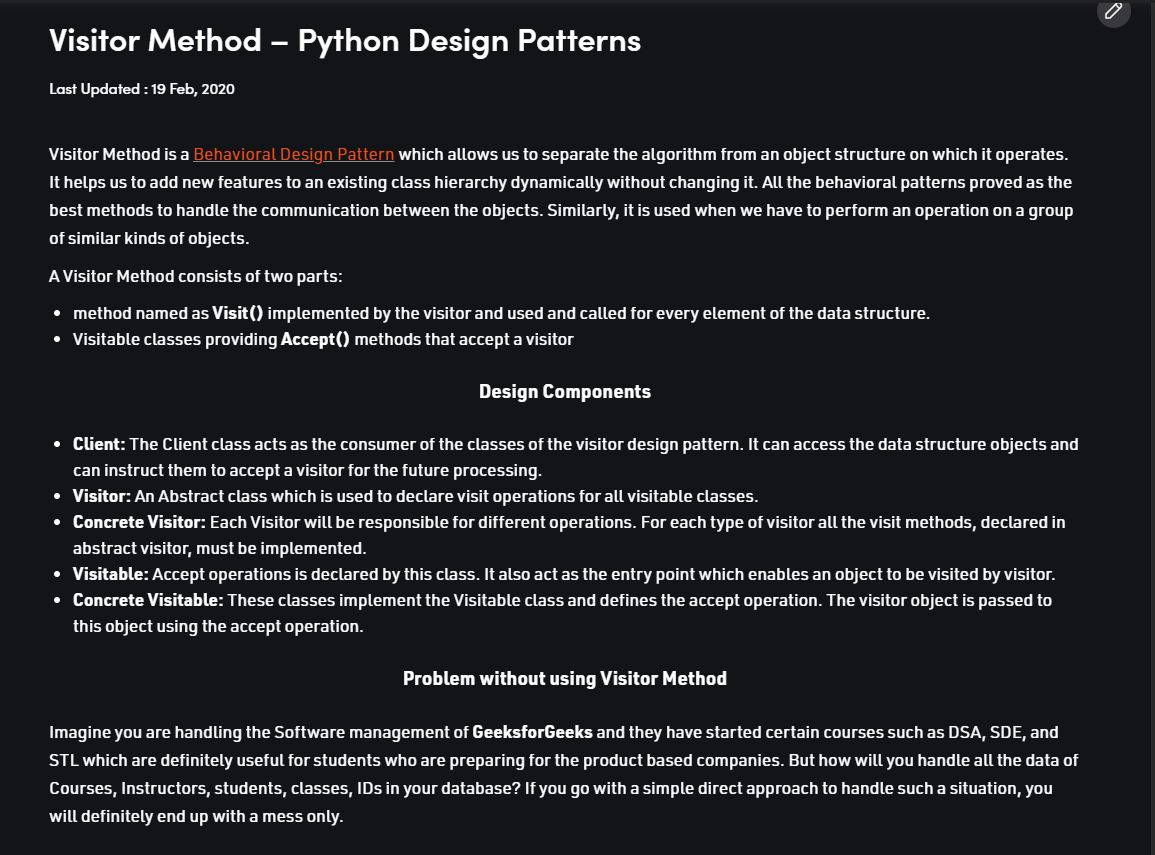 Visitor Method – Python Design Patterns
Last Updated : 19 Feb, 2020
Visitor Method is a Behavioral Design Pattern which allows us to separate the algorithm from an object structure on which it operates.
It helps us to add new features to an existing class hierarchy dynamically without changing it. All the behavioral patterns proved as the
best methods to handle the communication between the objects. Similarly, it is used when we have to perform an operation on a group
of similar kinds of objects.
A Visitor Method consists of two parts:
• method named as Visit() implemented by the visitor and used and called for every element of the data structure.
• Visitable classes providing Accept() methods that accept a visitor
Design Components
• Client: The Client class acts as the consumer of the classes of the visitor design pattern. It can access the data structure objects and
can instruct them to accept a visitor for the future processing.
• Visitor: An Abstract class which is used to declare visit operations for all visitable classes.
• Concrete Visitor: Each Visitor will be responsible for different operations. For each type of visitor all the visit methods, declared in
abstract visitor, must be implemented.
• Visitable: Accept operations is declared by this class. It also act as the entry point which enables an object to be visited by visitor.
• Concrete Visitable: These classes implement the Visitable class and defines the accept operation. The visitor object is passed to
this object using the accept operation.
Problem without using Visitor Method
Imagine you are handling the Software management of GeeksforGeeks and they have started certain courses such as DSA, SDE, and
STL which are definitely useful for students who are preparing for the product based companies. But how will you handle all the data of
Courses, Instructors, students, classes, IDs in your database? If you go with a simple direct approach to handle such a situation, you
will definitely end up with a mess only.